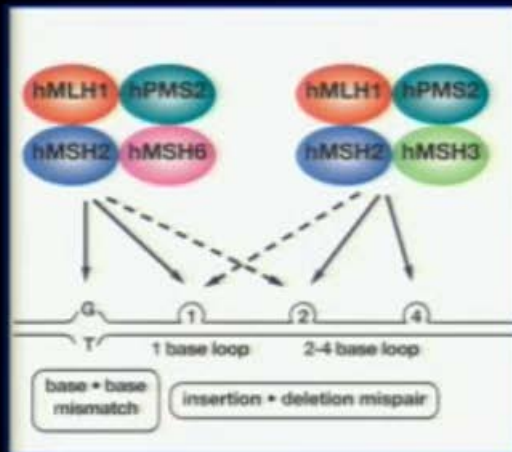 hMLH1 hPMS2 hMLH1 hPMS2
hMSH2 hMSH6 hMSH2 hMSH3
G 1 2 4
T 1 base loop 2-4 base loop
base • base
mismatch
insertion • deletion mispair